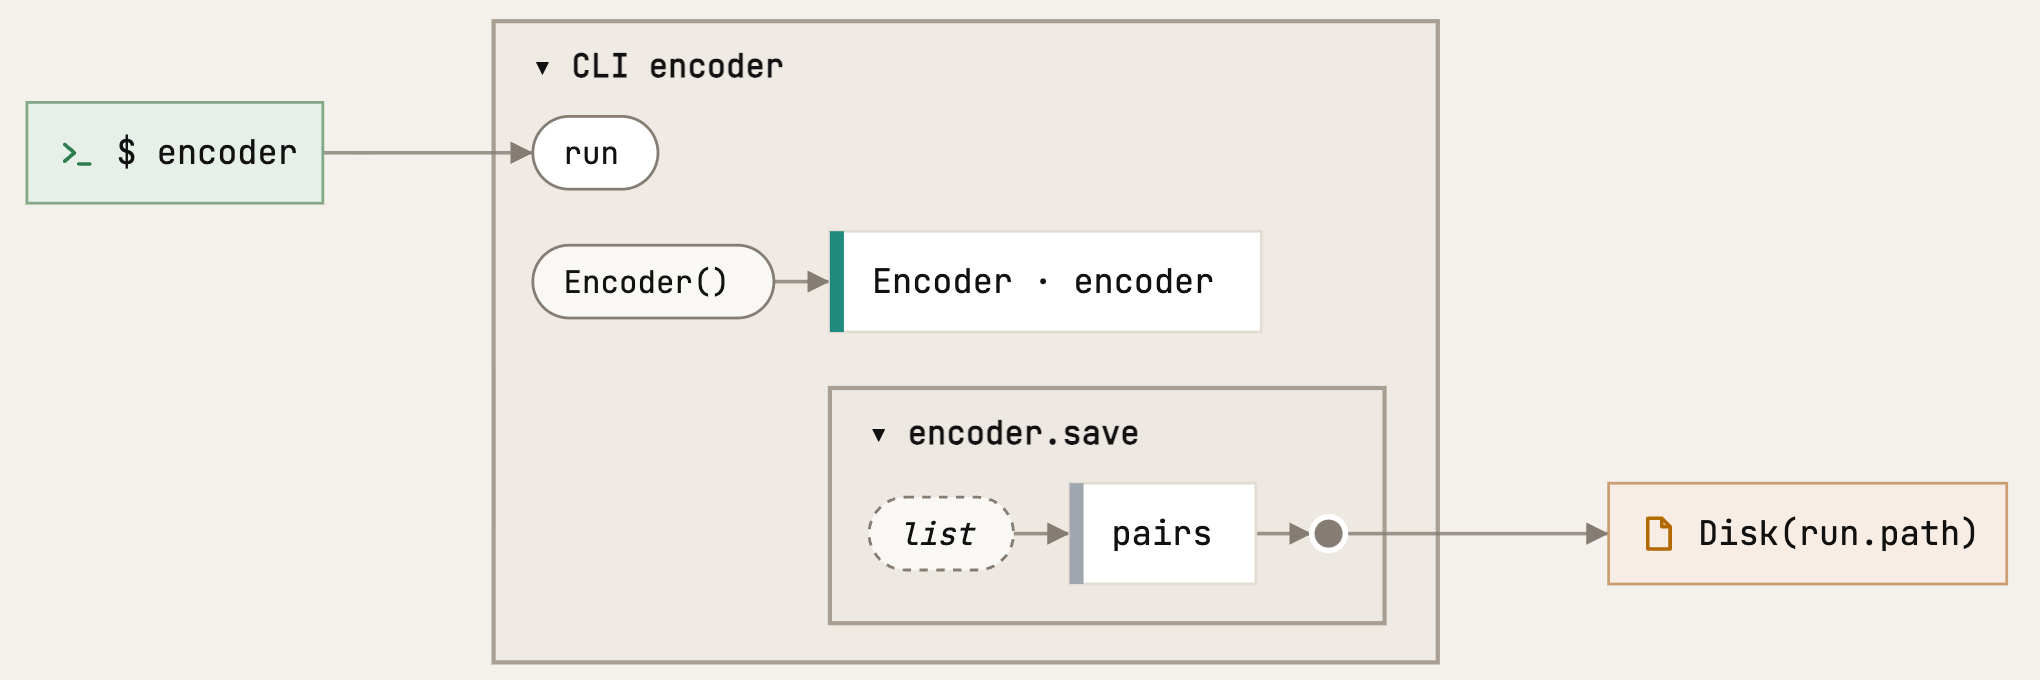 ▾ CLI encoder
>_ $ encoder
run
Encoder()
Encoder · encoder
▾ encoder.save
list
pairs
Disk(run.path)